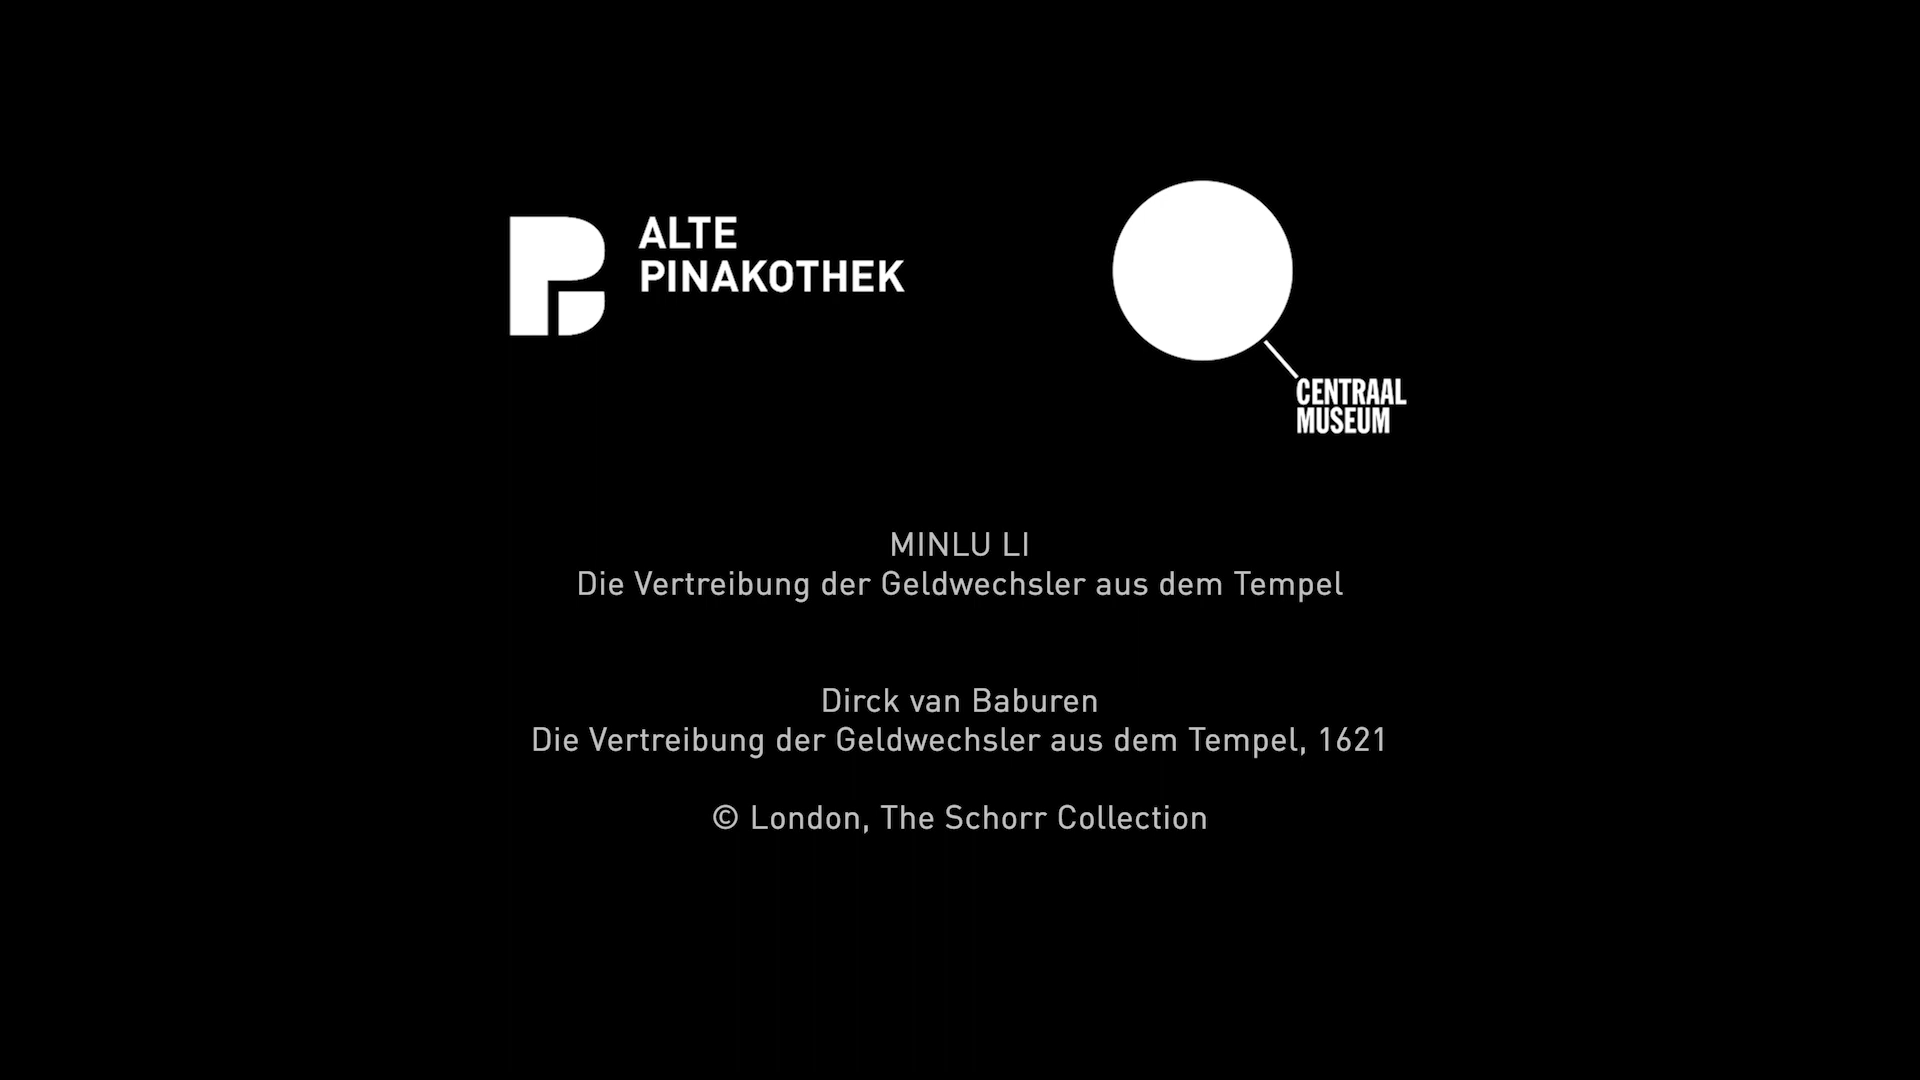 ALTE
PINAKOTHEK
CENTRAAL
MUSEUM
MINLU LI
Die Vertreibung der Geldwechsler aus dem Tempel
Dirck van Baburen
Die Vertreibung der Geldwechsler aus dem Tempel, 1621
© London, The Schorr Collection